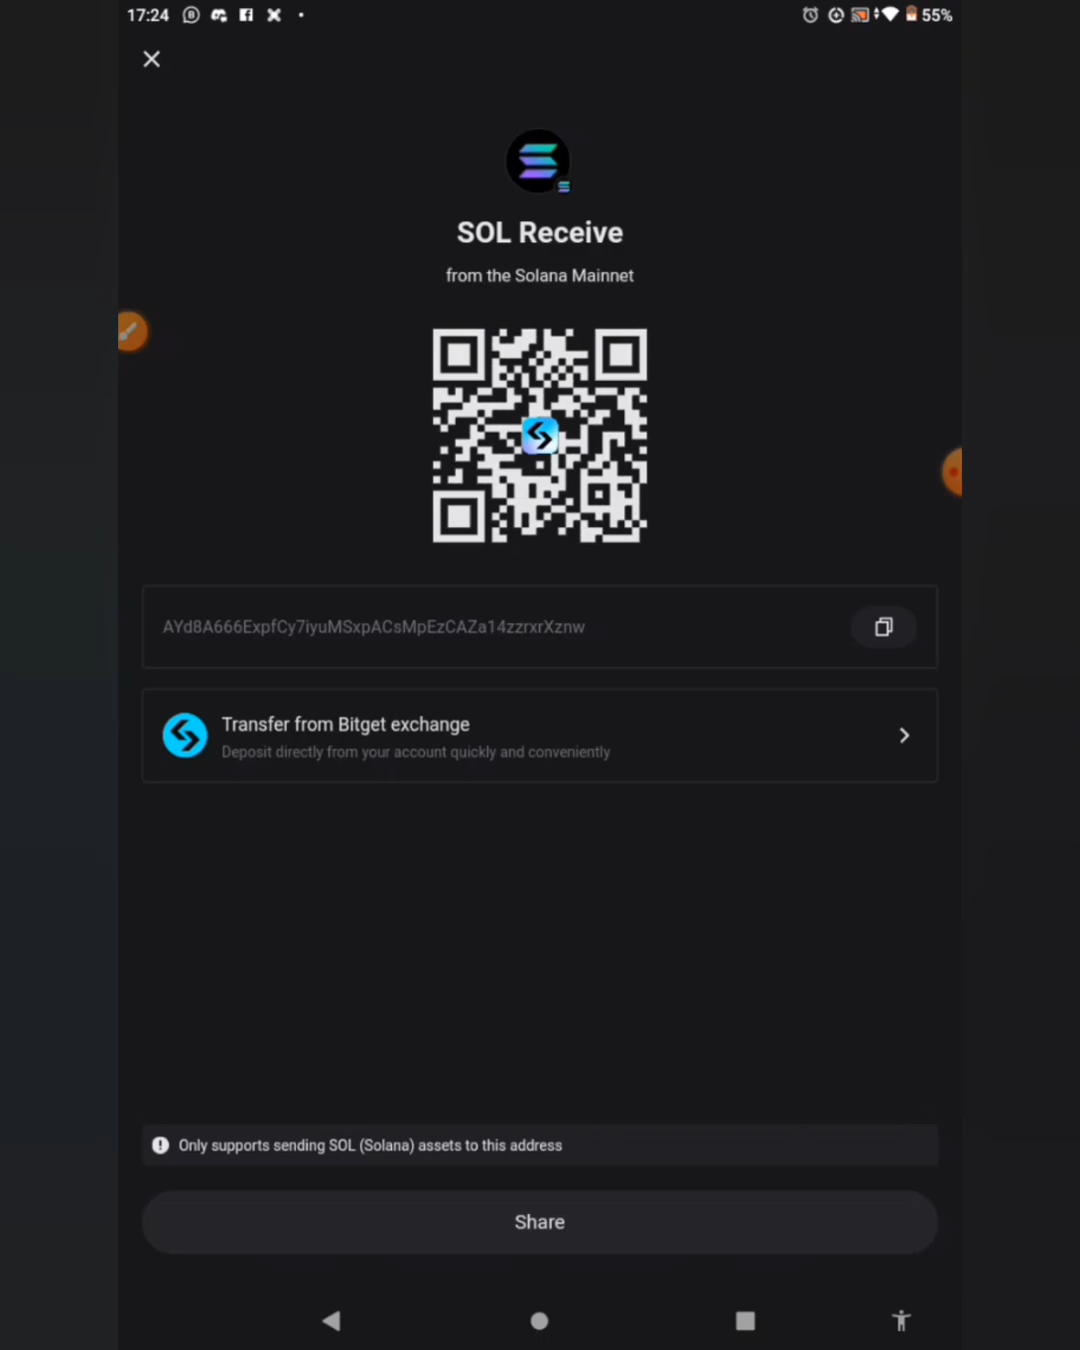 17:24
55%
SOL Receive
from the Solana Mainnet
AYd8A666ExpfCy7iyuMSxpACsMpEzCAZa14zzrxrXznw
Transfer from Bitget exchange
Deposit directly from your account quickly and conveniently
Only supports sending SOL (Solana) assets to this address
Share